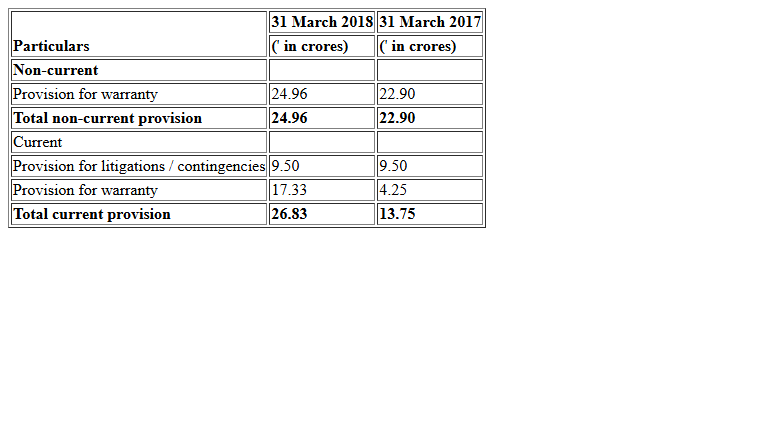 31 March 2018 31 March 2017
Particulars (' in crores) (' in crores)
Non-current
Provision for warranty 24.96 22.90
Total non-current provision 24.96 22.90
Current
Provision for litigations / contingencies 9.50 9.50
Provision for warranty 17.33 4.25
Total current provision 26.83 13.75